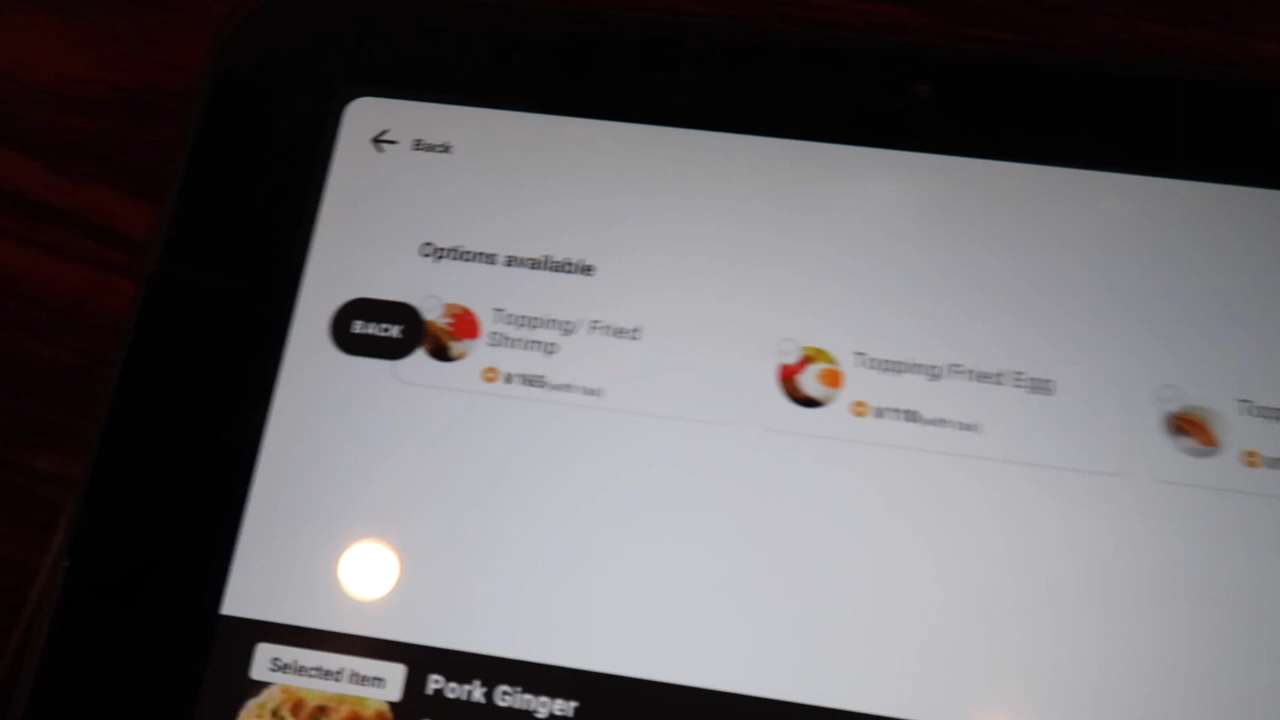 Back
Options available
BACK
Topping/ Fried
Shrimp
Topping/Fried Egg
Selected item
Pork Ginger